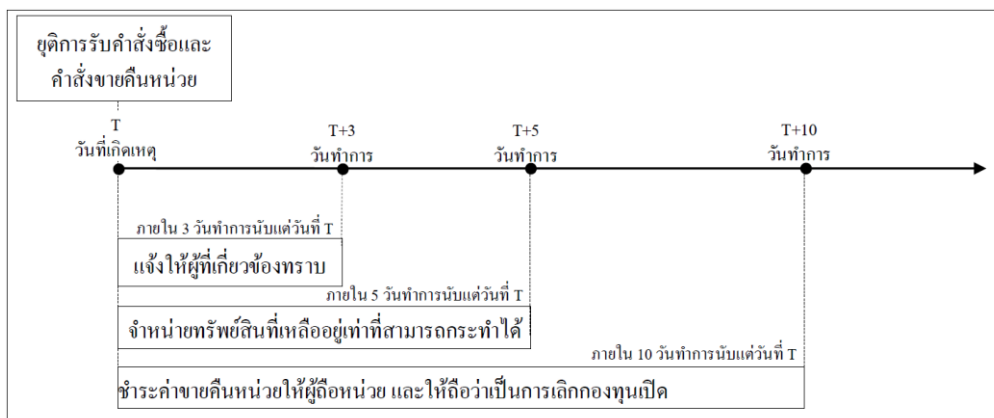 ยุติการรับคำสั่งซื้อและ
คำสั่งขายคืนหน่วย
T
วันที่เกิดเหตุ
T+3
วันทำการ
T+5
วันทำการ
T+10
วันทำการ
ภายใน 3 วันทำการนับแต่วันที่ T
แจ้งให้ผู้ที่เกี่ยวข้องทราบ
ภายใน 5 วันทำการนับแต่วันที่ T
จำหน่ายทรัพย์สินที่เหลืออยู่เท่าที่สามารถกระทำได้
ภายใน 10 วันทำการนับแต่วันที่ T
ชำระค่าขายคืนหน่วยให้ผู้ถือหน่วย และให้ถือว่าเป็นการเลิกกองทุนเปิด